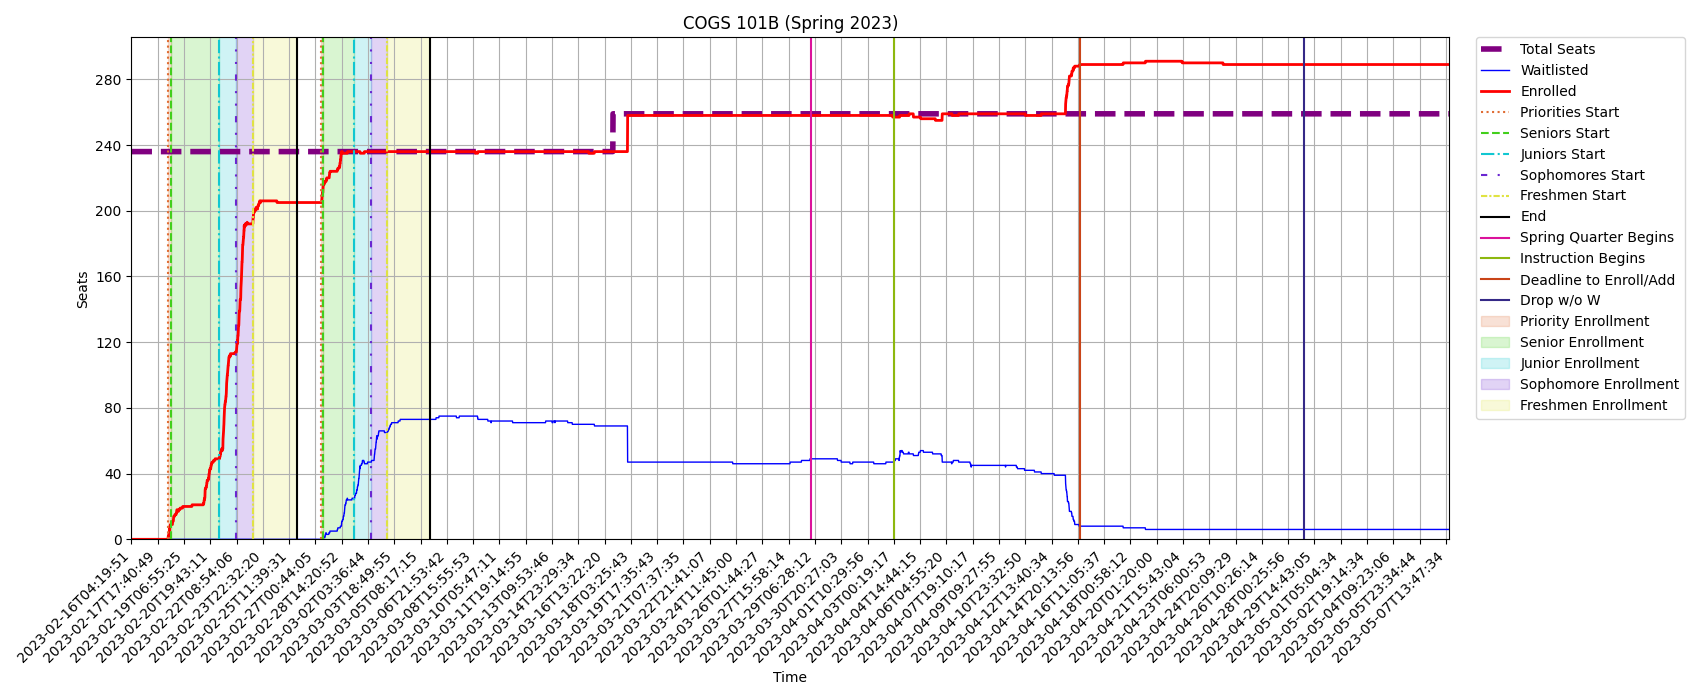 COGS 101B (Spring 2023)
Seats
280
240
200
160
120
80
40
0
2023-02-16T04:19:51
2023-02-17T17:40:49
2023-02-19T06:55:25
2023-02-20T19:43:11
2023-02-22T08:54:06
2023-02-23T22:32:20
2023-02-25T11:39:31
2023-02-27T00:44:05
2023-02-28T14:20:52
2023-03-02T03:36:44
2023-03-03T18:49:55
2023-03-05T08:17:15
2023-03-06T21:53:42
2023-03-08T15:55:53
2023-03-10T05:47:11
2023-03-11T19:14:55
2023-03-13T09:53:46
2023-03-14T23:29:34
2023-03-16T13:22:20
2023-03-18T03:25:43
2023-03-19T17:35:43
2023-03-21T07:37:35
2023-03-22T21:41:07
2023-03-24T11:45:00
2023-03-26T01:44:27
2023-03-27T15:58:14
2023-03-29T06:28:12
2023-03-30T20:27:03
2023-04-01T10:29:56
2023-04-03T00:19:17
2023-04-04T14:44:15
2023-04-06T04:55:20
2023-04-07T19:10:17
2023-04-09T09:27:55
2023-04-10T23:32:50
2023-04-12T13:40:34
2023-04-14T20:13:56
2023-04-16T11:05:37
2023-04-18T00:58:12
2023-04-20T01:20:00
2023-04-21T15:43:04
2023-04-23T06:00:53
2023-04-24T20:09:29
2023-04-26T10:26:14
2023-04-28T00:25:56
2023-04-29T14:43:05
2023-05-01T05:04:34
2023-05-02T19:14:34
2023-05-04T09:23:06
2023-05-05T23:34:44
2023-05-07T13:47:34
Time
Total Seats
Waitlisted
Enrolled
Priorities Start
Seniors Start
Juniors Start
Sophomores Start
Freshmen Start
End
Spring Quarter Begins
Instruction Begins
Deadline to Enroll/Add
Drop w/o W
Priority Enrollment
Senior Enrollment
Junior Enrollment
Sophomore Enrollment
Freshmen Enrollment